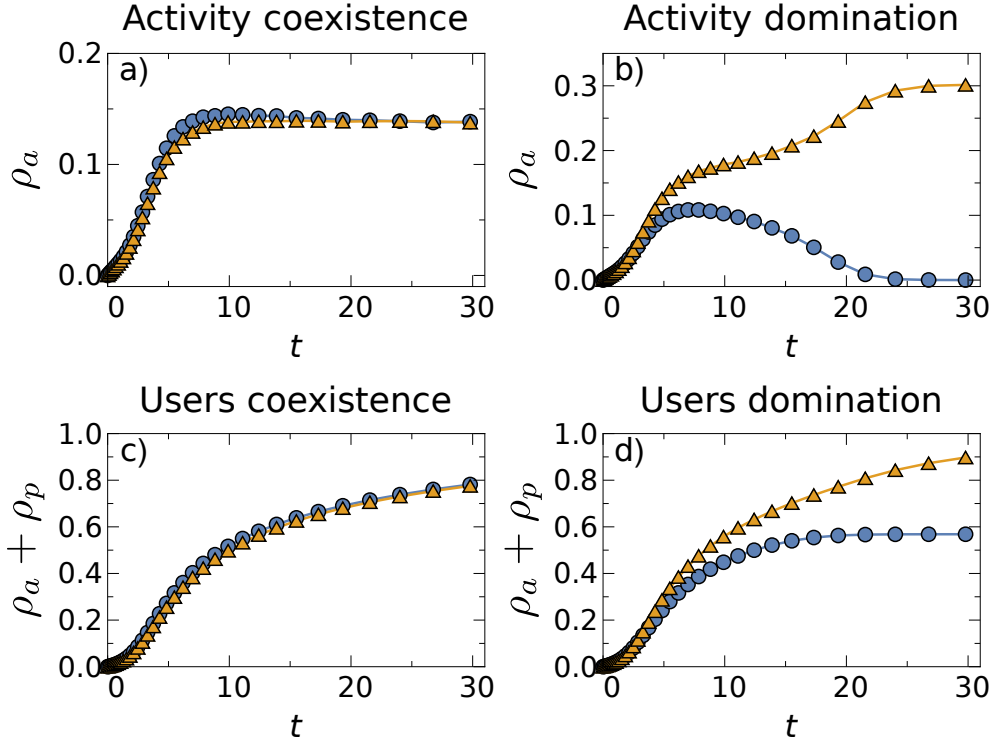 Activity coexistence
a)
0.2
0.1
0.0
ρ_a
0 10 20 30
t
Activity domination
b)
0.3
0.2
0.1
0.0
ρ_a
0 10 20 30
t
Users coexistence
c)
1.0
0.8
0.6
0.4
0.2
0.0
ρ_a + ρ_p
0 10 20 30
t
Users domination
d)
1.0
0.8
0.6
0.4
0.2
0.0
ρ_a + ρ_p
0 10 20 30
t